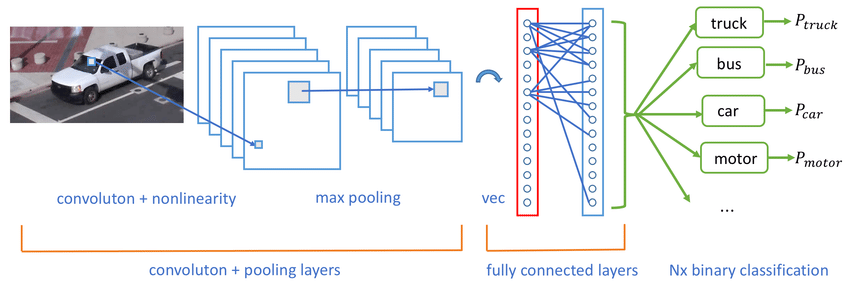 truck
P_truck
bus
P_bus
car
P_car
motor
P_motor
...
convoluton + nonlinearity
max pooling
vec
convoluton + pooling layers
fully connected layers
Nx binary classification